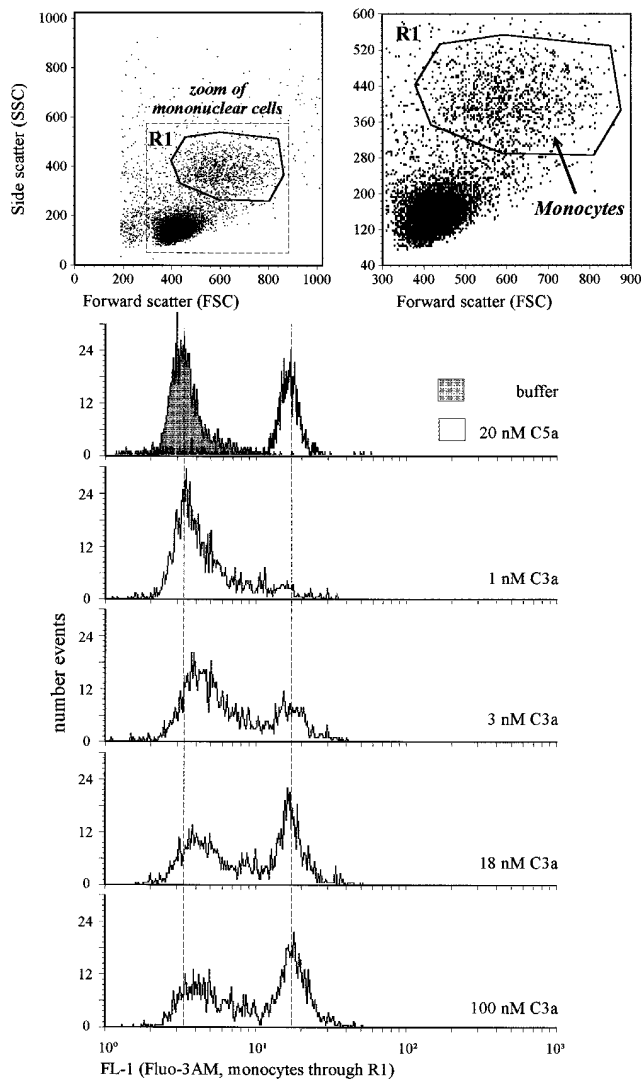 1000
800
600
400
200
0
Side scatter (SSC)
zoom of
mononuclear cells
R1
0 200 400 600 800 1000
Forward scatter (FSC)
600
520
440
360
280
200
120
40
R1
Monocytes
300 400 500 600 700 800 900
Forward scatter (FSC)
24
12
0
buffer
20 nM C5a
24
12
0
1 nM C3a
number events
24
12
0
3 nM C3a
24
12
0
18 nM C3a
24
12
0
100 nM C3a
10⁰ 10¹ 10² 10³
FL-1 (Fluo-3AM, monocytes through R1)